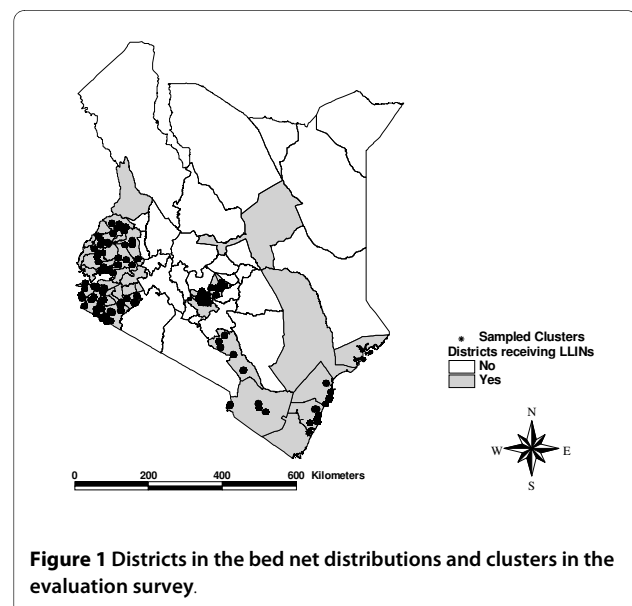 * Sampled Clusters
Districts receiving LLINs
No
Yes
N
W E
S
0 200 400 600 Kilometers
Figure 1 Districts in the bed net distributions and clusters in the
evaluation survey.